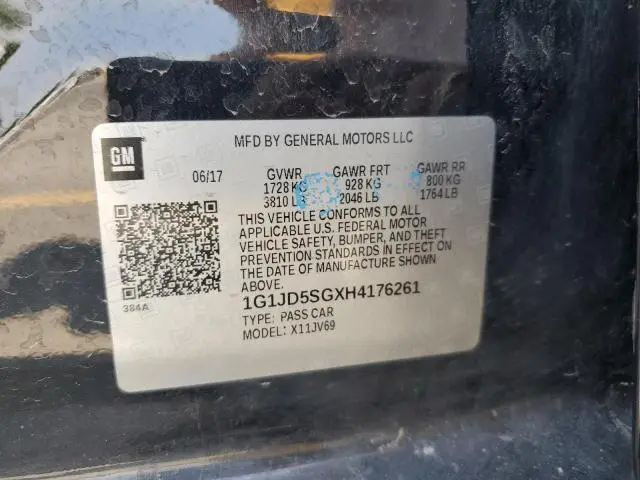 MFD BY GENERAL MOTORS LLC
GM
06/17 GVWR GAWR FRT GAWR RR
1728 KG 928 KG 800 KG
3810 LB 2046 LB 1764 LB
THIS VEHICLE CONFORMS TO ALL
APPLICABLE U.S. FEDERAL MOTOR
VEHICLE SAFETY, BUMPER, AND THEFT
PREVENTION STANDARDS IN EFFECT ON
THE DATE OF MANUFACTURE SHOWN
ABOVE.
384A
1G1JD5SGXH4176261
TYPE: PASS CAR
MODEL: X11JV69